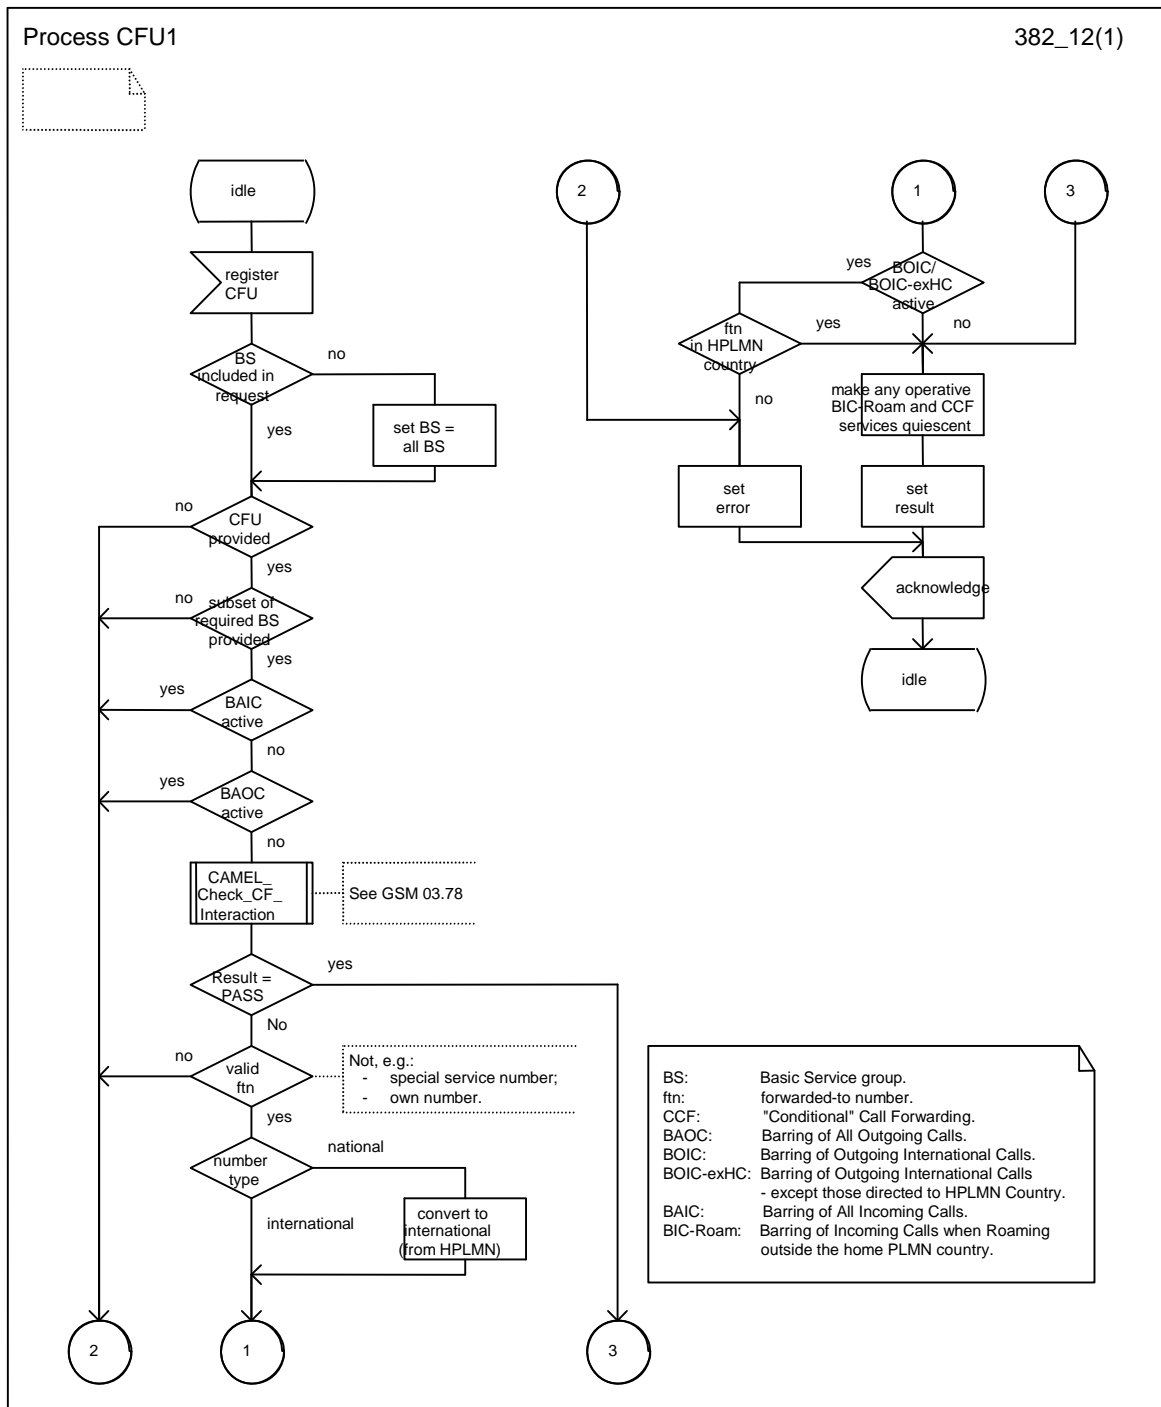 Process CFU1
382_12(1)
idle
register
CFU
BS
included in
request
no
yes
set BS =
all BS
no
CFU
provided
yes
no
subset of
required BS
provided
yes
yes
BAIC
active
no
yes
BAOC
active
no
CAMEL_
Check_CF_
Interaction
See GSM 03.78
Result =
PASS
yes
No
no
valid
ftn
Not, e.g.:
- special service number;
- own number.
yes
number
type
national
international
convert to
international
(from HPLMN)
2
1
3
2
1
3
yes
BOIC/
BOIC-exHC
active
no
ftn
in HPLMN
country
yes
no
make any operative
BIC-Roam and CCF
services quiescent
set
error
set
result
acknowledge
idle
BS: Basic Service group.
ftn: forwarded-to number.
CCF: "Conditional" Call Forwarding.
BAOC: Barring of All Outgoing Calls.
BOIC: Barring of Outgoing International Calls.
BOIC-exHC: Barring of Outgoing International Calls
- except those directed to HPLMN Country.
BAIC: Barring of All Incoming Calls.
BIC-Roam: Barring of Incoming Calls when Roaming
outside the home PLMN country.